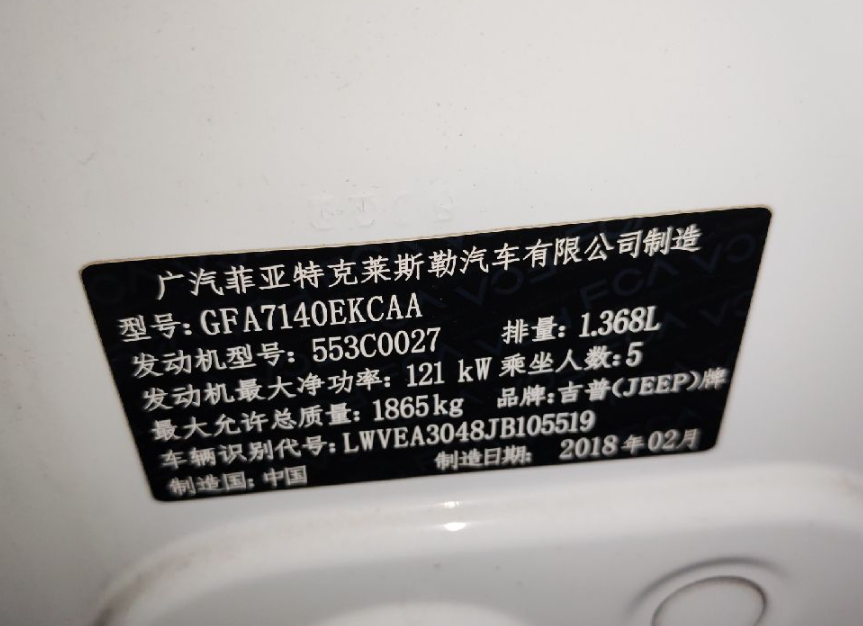 广汽菲亚特克莱斯勒汽车有限公司制造
型号:GFA7140EKCAA
发动机型号:553C0027 排量:1.368L
发动机最大净功率:121 kW 乘坐人数:5
最大允许总质量:1865kg 品牌:吉普(JEEP)牌
车辆识别代号:LWVEA3048JB105519
制造国:中国 制造日期: 2018年02月